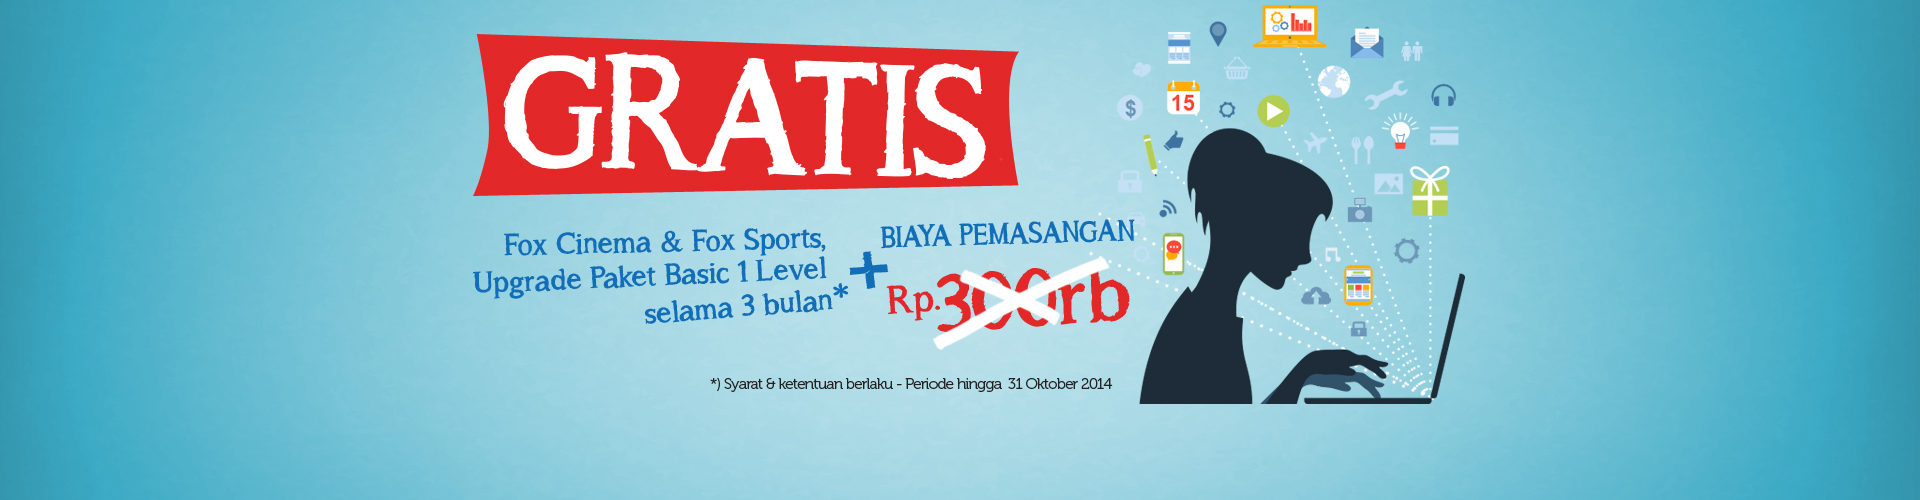 GRATIS
Fox Cinema & Fox Sports,
Upgrade Paket Basic 1 Level
selama 3 bulan*
+
BIAYA PEMASANGAN
Rp.300rb
*) Syarat & ketentuan berlaku - Periode hingga 31 Oktober 2014
$
15